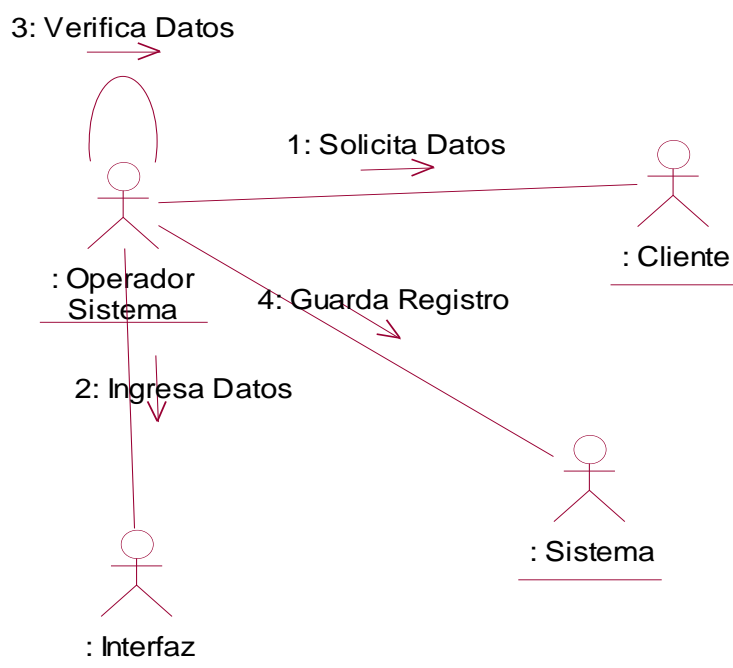 3: Verifica Datos
1: Solicita Datos
: Cliente
: Operador
Sistema
4: Guarda Registro
2: Ingresa Datos
: Sistema
: Interfaz